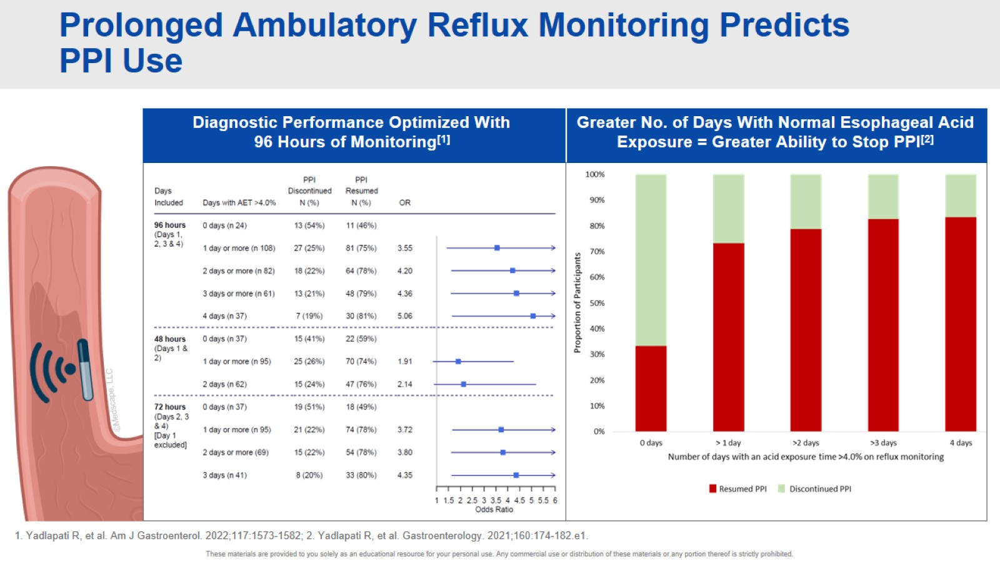 Prolonged Ambulatory Reflux Monitoring Predicts
PPI Use
Diagnostic Performance Optimized With
96 Hours of Monitoring[1]
Days
Included
Days with AET >4.0%
PPI
Discontinued
N (%)
PPI
Resumed
N (%)
OR
96 hours
(Days 1,
2, 3 & 4)
0 days (n 24) 13 (54%) 11 (46%)
1 day or more (n 108) 27 (25%) 81 (75%) 3.55
2 days or more (n 82) 18 (22%) 64 (78%) 4.20
3 days or more (n 61) 13 (21%) 48 (79%) 4.36
4 days (n 37) 7 (19%) 30 (81%) 5.06
48 hours
(Days 1 &
2)
0 days (n 37) 15 (41%) 22 (59%)
1 day or more (n 95) 25 (26%) 70 (74%) 1.91
2 days (n 62) 15 (24%) 47 (76%) 2.14
72 hours
(Days 2, 3
& 4)
[Day 1
excluded]
0 days (n 37) 19 (51%) 18 (49%)
1 day or more (n 95) 21 (22%) 74 (78%) 3.72
2 days or more (69) 15 (22%) 54 (78%) 3.80
3 days (n 41) 8 (20%) 33 (80%) 4.35
1 1.5 2 2.5 3 3.5 4 4.5 5 5.5 6
Odds Ratio
Greater No. of Days With Normal Esophageal Acid
Exposure = Greater Ability to Stop PPI[2]
Proportion of Participants
100%
90%
80%
70%
60%
50%
40%
30%
20%
10%
0%
0 days > 1 day >2 days >3 days 4 days
Number of days with an acid exposure time >4.0% on reflux monitoring
Resumed PPI Discontinued PPI
©Medscape, LLC
1. Yadlapati R, et al. Am J Gastroenterol. 2022;117:1573-1582; 2. Yadlapati R, et al. Gastroenterology. 2021;160:174-182.e1.
These materials are provided to you solely as an educational resource for your personal use. Any commercial use or distribution of these materials or any portion thereof is strictly prohibited.